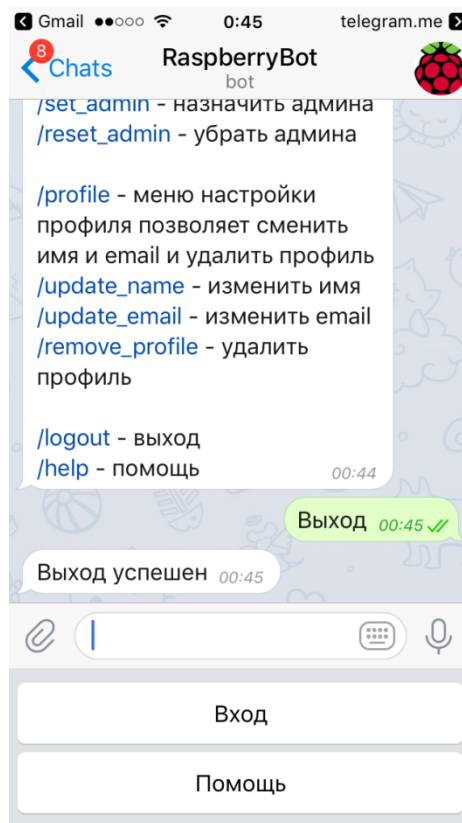 Gmail 0:45 telegram.me
8
Chats RaspberryBot
bot
/set_admin - назначить админа
/reset_admin - убрать админа
/profile - меню настройки
профиля позволяет сменить
имя и email и удалить профиль
/update_name - изменить имя
/update_email - изменить email
/remove_profile - удалить
профиль
/logout - выход
/help - помощь 00:44
Выход 00:45
Выход успешен 00:45
Вход
Помощь